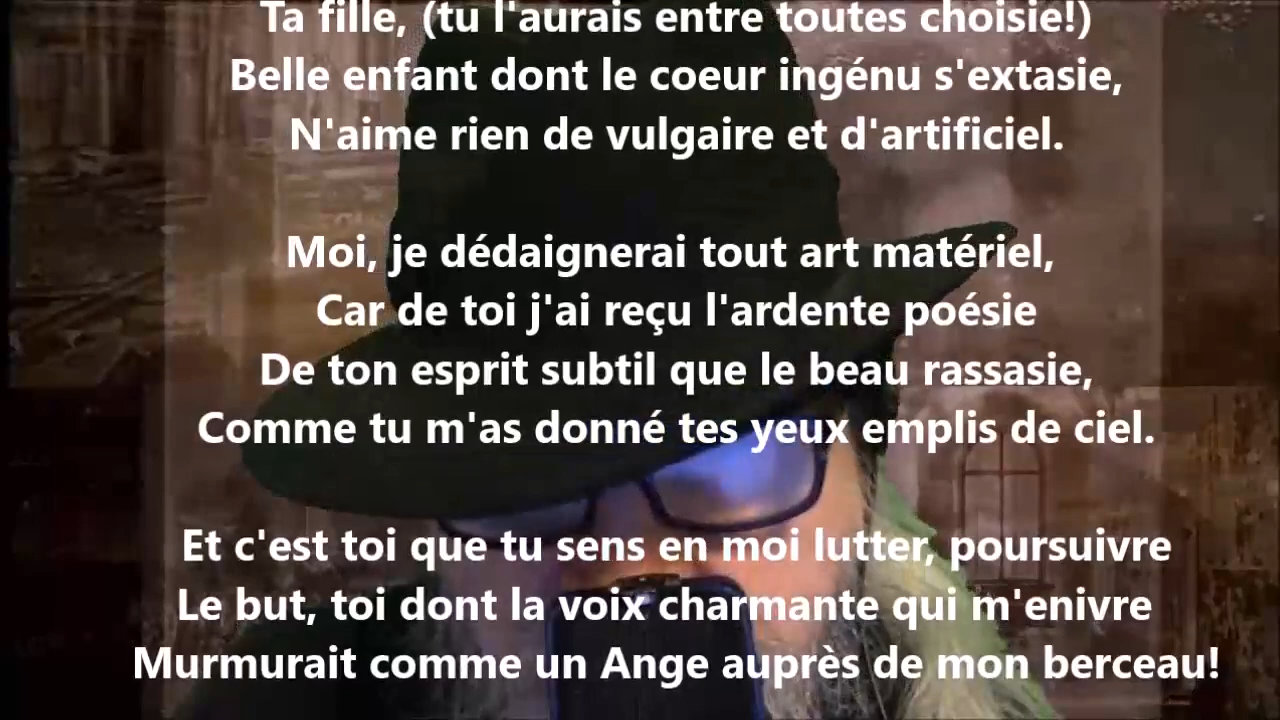 Ta fille, (tu l'aurais entre toutes choisie!)
Belle enfant dont le coeur ingénu s'extasie,
N'aime rien de vulgaire et d'artificiel.
Moi, je dédaignerai tout art matériel,
Car de toi j'ai reçu l'ardente poésie
De ton esprit subtil que le beau rassasie,
Comme tu m'as donné tes yeux emplis de ciel.
Et c'est toi que tu sens en moi lutter, poursuivre
Le but, toi dont la voix charmante qui m'enivre
Murmurait comme un Ange auprès de mon berceau!